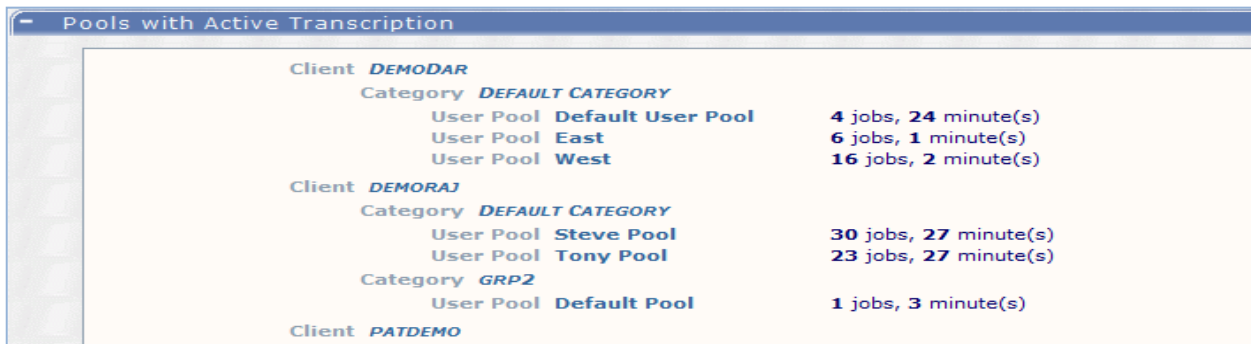 Pools with Active Transcription
Client DEMODAR
Category DEFAULT CATEGORY
User Pool Default User Pool 4 jobs, 24 minute(s)
User Pool East 6 jobs, 1 minute(s)
User Pool West 16 jobs, 2 minute(s)
Client DEMORAJ
Category DEFAULT CATEGORY
User Pool Steve Pool 30 jobs, 27 minute(s)
User Pool Tony Pool 23 jobs, 27 minute(s)
Category GRP2
User Pool Default Pool 1 jobs, 3 minute(s)
Client PATDEMO